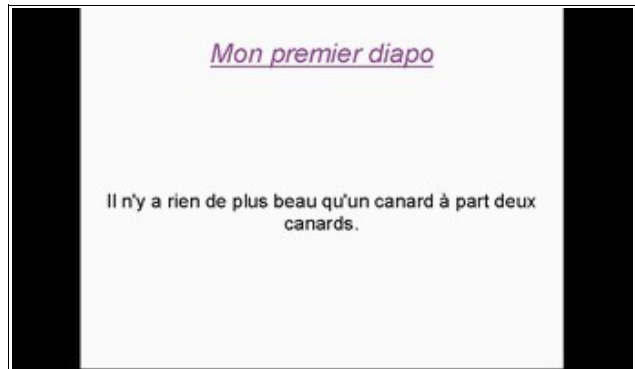 Mon premier diapo
Il n'y a rien de plus beau qu'un canard à part deux
canards.